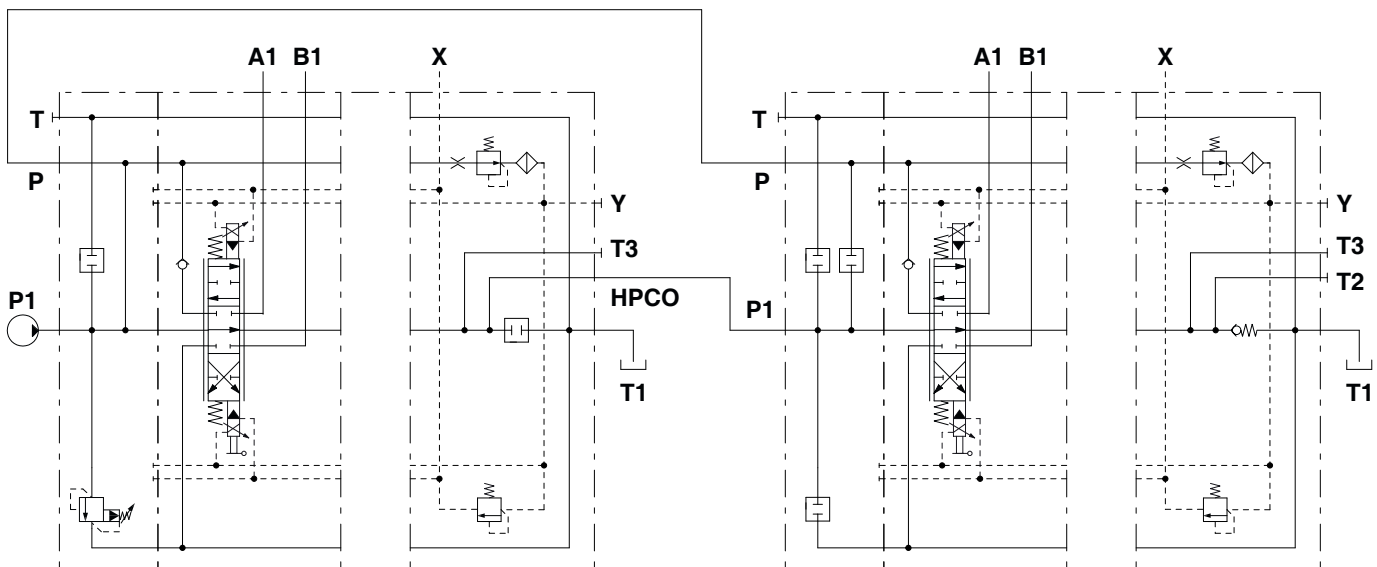 A1 B1 X A1 B1 X
T T
P P
Y Y
T3 T3
T2
P1 HPCO P1
T1 T1